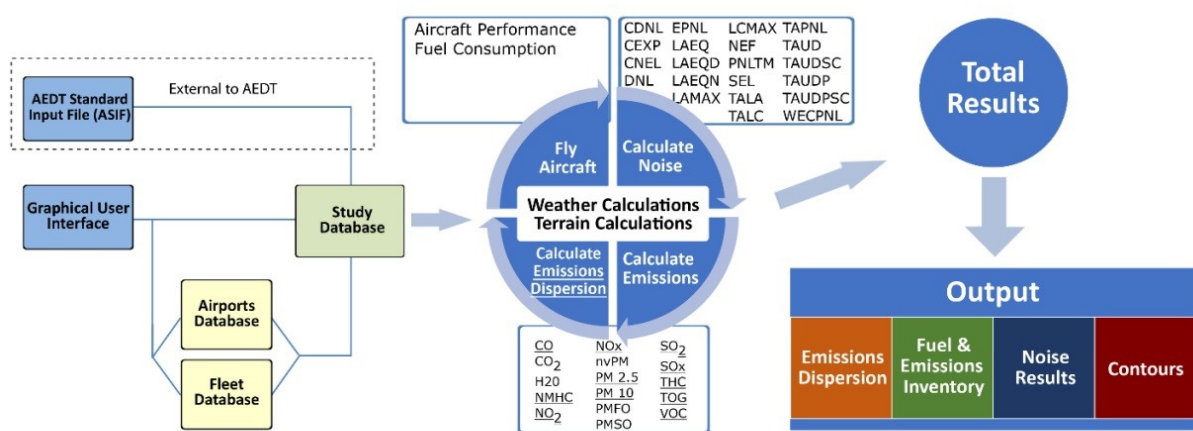 External to AEDT
AEDT Standard
Input File (ASIF)
Graphical User
Interface
Study
Database
Airports
Database
Fleet
Database
Aircraft Performance
Fuel Consumption
CDNL EPNL LCMAX TAPNL
CEXP LAEQ NEF TAUD
CNEL LAEQD PNLTM TAUDSC
DNL LAEQN SEL TAUDP
LAMAX TALA TAUDPSC
TALC WECPNL
Fly
Aircraft
Calculate
Noise
Weather Calculations
Terrain Calculations
Calculate
Emissions
Dispersion
Calculate
Emissions
CO NOx SO2
CO2 nvPM SOx
H20 PM 2.5 THC
NMHC PM 10 TOG
NO2 PMFO VOC
PMSO
Total
Results
Output
Emissions
Dispersion
Fuel &
Emissions
Inventory
Noise
Results
Contours